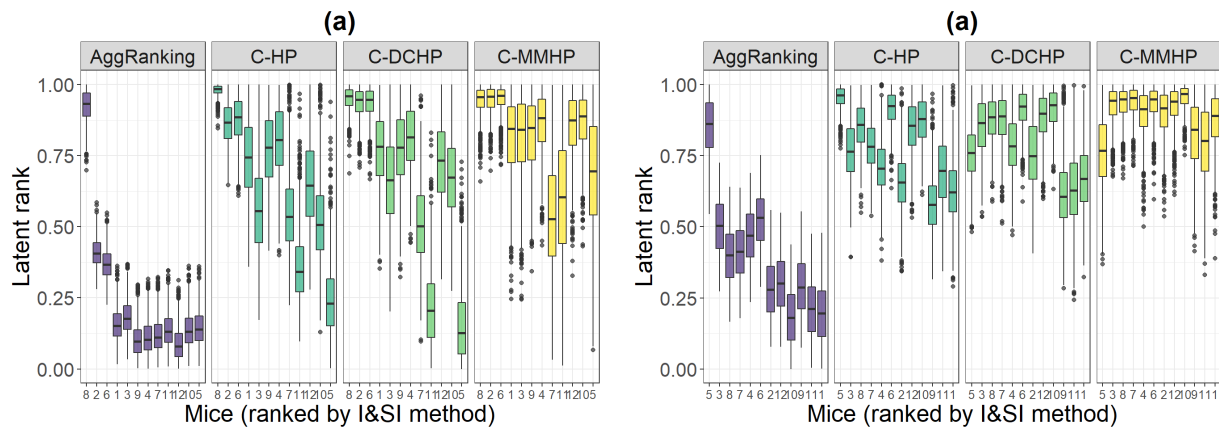 (a)
AggRanking C-HP C-DCHP C-MMHP
1.00
0.75
0.50
0.25
0.00
Latent rank
8 2 6 1 3 9 4 7 11 12 10 5 8 2 6 1 3 9 4 7 11 12 10 5 8 2 6 1 3 9 4 7 11 12 10 5 8 2 6 1 3 9 4 7 11 12 10 5
Mice (ranked by I&SI method)
(a)
AggRanking C-HP C-DCHP C-MMHP
1.00
0.75
0.50
0.25
0.00
Latent rank
5 3 8 7 4 6 2 12 10 9 1 11 5 3 8 7 4 6 2 12 10 9 1 11 5 3 8 7 4 6 2 12 10 9 1 11 5 3 8 7 4 6 2 12 10 9 1 11
Mice (ranked by I&SI method)